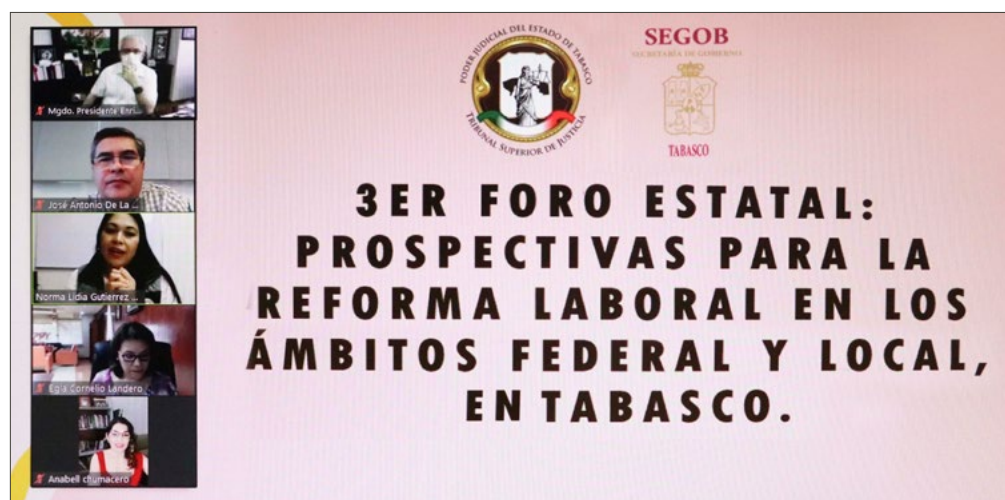 Mgdo. Presidente Enri...
José Antonio De La ...
Norma Lidia Gutierrez ...
Egla Cornelio Landero
Anabell chumacero
PODER JUDICIAL DEL ESTADO DE TABASCO
TRIBUNAL SUPERIOR DE JUSTICIA
SEGOB
SECRETARÍA DE GOBIERNO
TABASCO
3ER FORO ESTATAL:
PROSPECTIVAS PARA LA
REFORMA LABORAL EN LOS
ÁMBITOS FEDERAL Y LOCAL,
EN TABASCO.